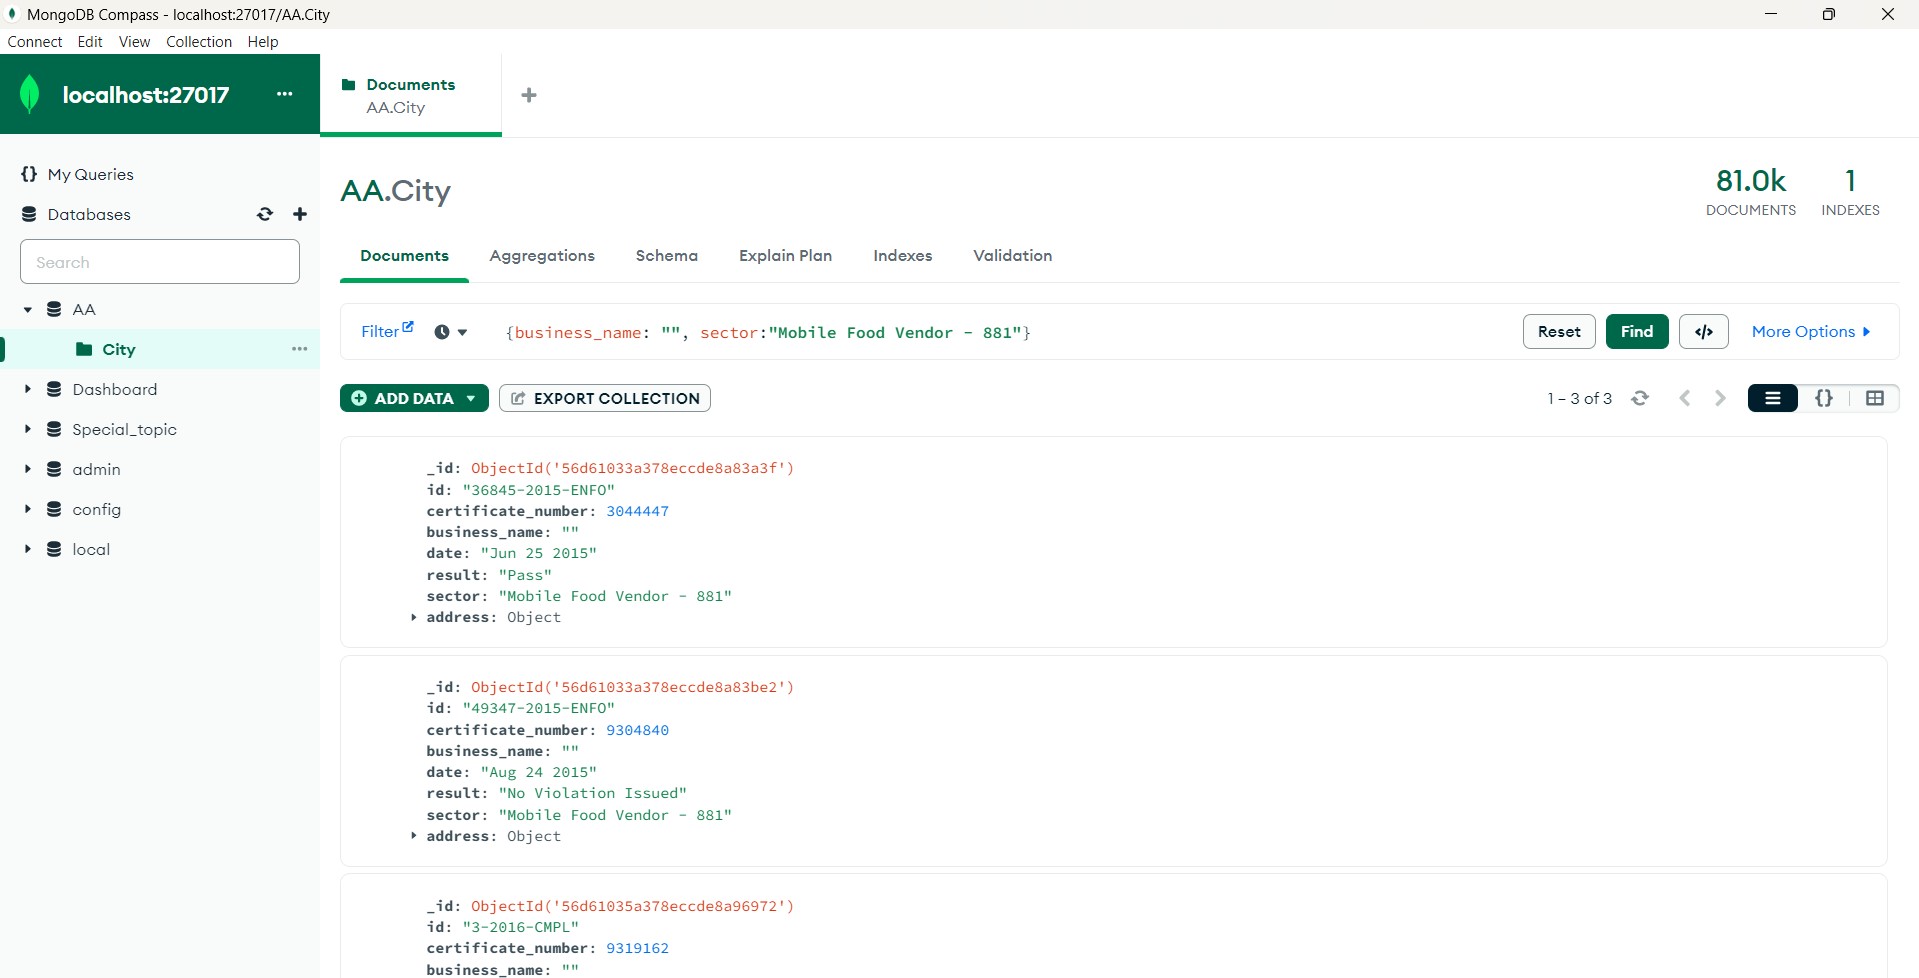 MongoDB Compass - localhost:27017/AA.City
Connect Edit View Collection Help
localhost:27017 ...
Documents
AA.City
My Queries
Databases
Search
AA
City ...
Dashboard
Special_topic
admin
config
local
AA.City
81.0k
DOCUMENTS
1
INDEXES
Documents Aggregations Schema Explain Plan Indexes Validation
Filter {business_name: "", sector:"Mobile Food Vendor - 881"} Reset Find </> More Options
ADD DATA EXPORT COLLECTION 1 – 3 of 3 {}
_id: ObjectId('56d61033a378eccde8a83a3f')
id: "36845-2015-ENFO"
certificate_number: 3044447
business_name: ""
date: "Jun 25 2015"
result: "Pass"
sector: "Mobile Food Vendor - 881"
address: Object
_id: ObjectId('56d61033a378eccde8a83be2')
id: "49347-2015-ENFO"
certificate_number: 9304840
business_name: ""
date: "Aug 24 2015"
result: "No Violation Issued"
sector: "Mobile Food Vendor - 881"
address: Object
_id: ObjectId('56d61035a378eccde8a96972')
id: "3-2016-CMPL"
certificate_number: 9319162
business_name: ""